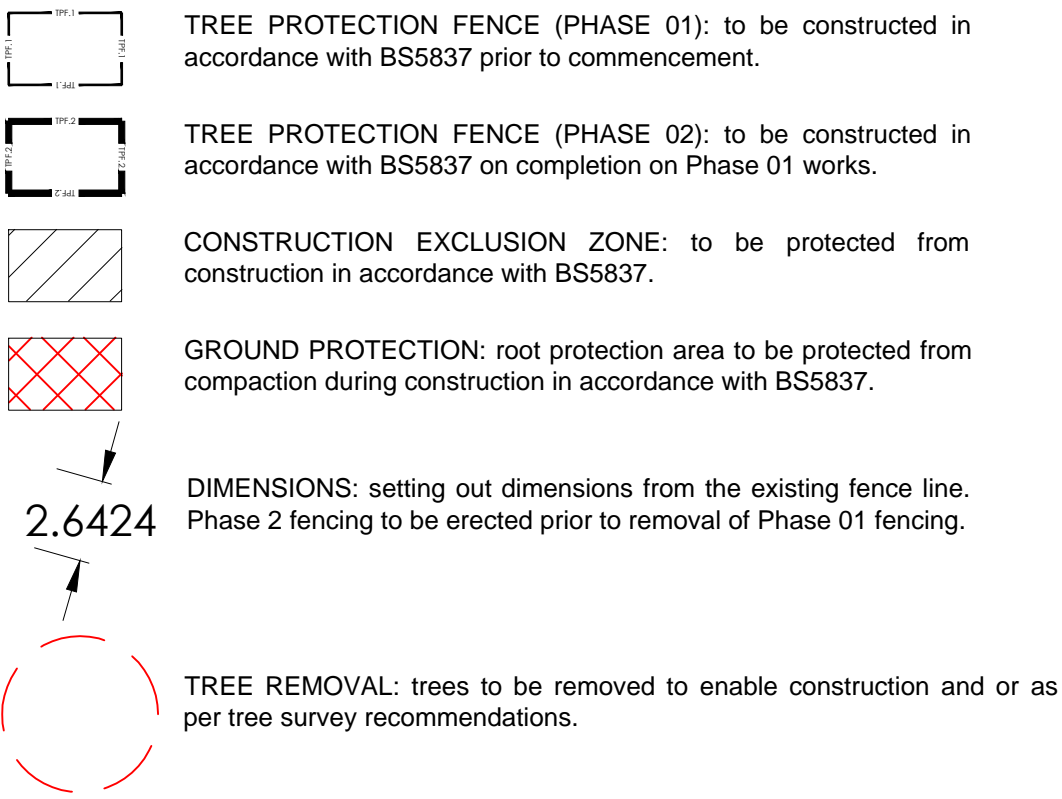 TPF.1
TPF.1
TPF.1
TPF.1
TREE PROTECTION FENCE (PHASE 01): to be constructed in
accordance with BS5837 prior to commencement.
TPF.2
TPF.2
TPF.2
TPF.2
TREE PROTECTION FENCE (PHASE 02): to be constructed in
accordance with BS5837 on completion on Phase 01 works.
CONSTRUCTION EXCLUSION ZONE: to be protected from
construction in accordance with BS5837.
GROUND PROTECTION: root protection area to be protected from
compaction during construction in accordance with BS5837.
2.6424
DIMENSIONS: setting out dimensions from the existing fence line.
Phase 2 fencing to be erected prior to removal of Phase 01 fencing.
TREE REMOVAL: trees to be removed to enable construction and or as
per tree survey recommendations.